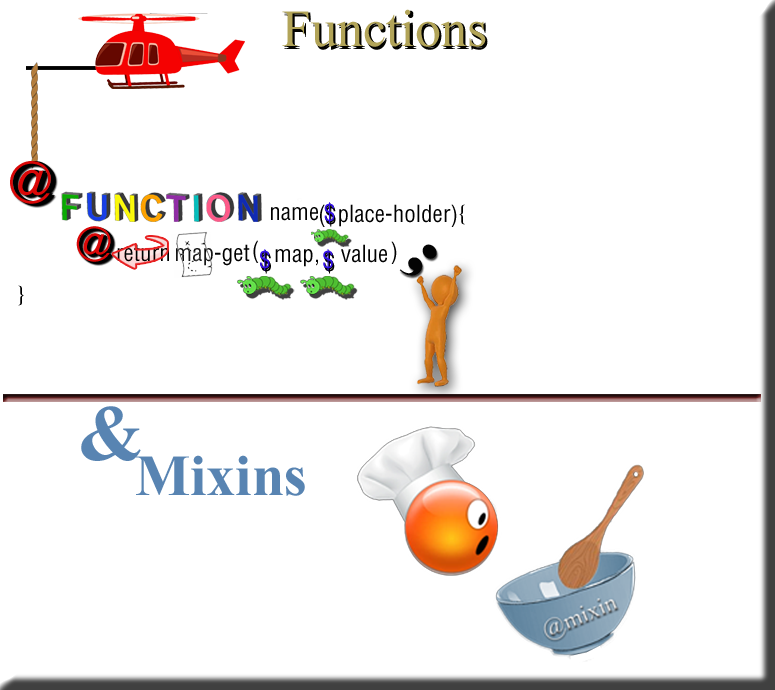 Functions
@FUNCTION name($place-holder){
@return map-get($map,$value);
}
&
Mixins
@mixin